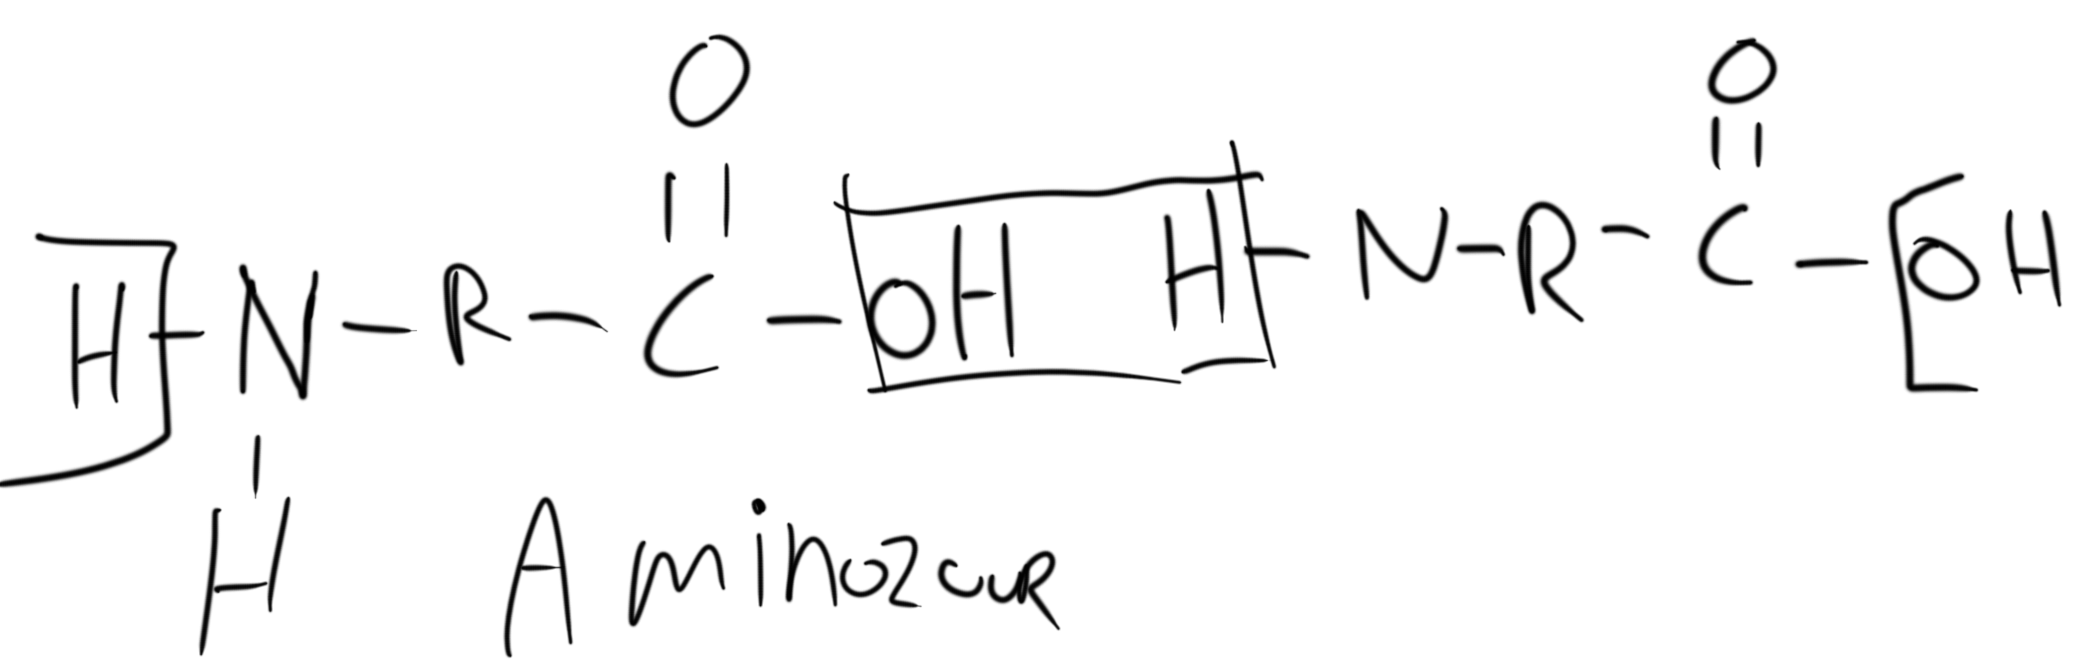 O O
H N - R - C - OH H - N - R - C - OH
H Aminozuur